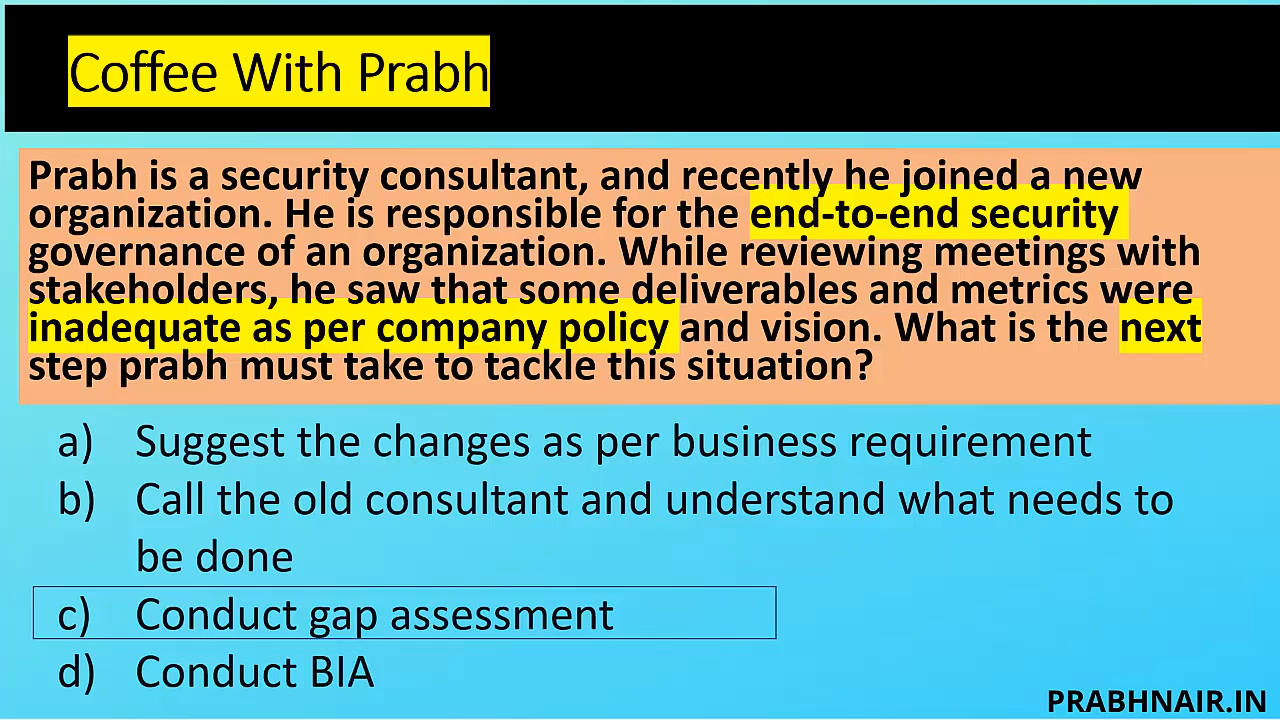 Coffee With Prabh
Prabh is a security consultant, and recently he joined a new
organization. He is responsible for the end-to-end security
governance of an organization. While reviewing meetings with
stakeholders, he saw that some deliverables and metrics were
inadequate as per company policy and vision. What is the next
step prabh must take to tackle this situation?
a) Suggest the changes as per business requirement
b) Call the old consultant and understand what needs to
be done
c) Conduct gap assessment
d) Conduct BIA
PRABHNAIR.IN